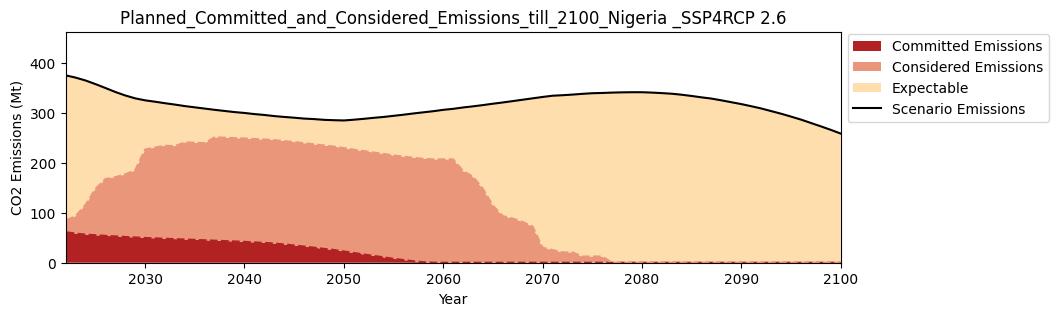 Planned_Committed_and_Considered_Emissions_till_2100_Nigeria _SSP4RCP 2.6
Committed Emissions
Considered Emissions
Expectable
Scenario Emissions
CO2 Emissions (Mt)
400
300
200
100
0
2030 2040 2050 2060 2070 2080 2090 2100
Year